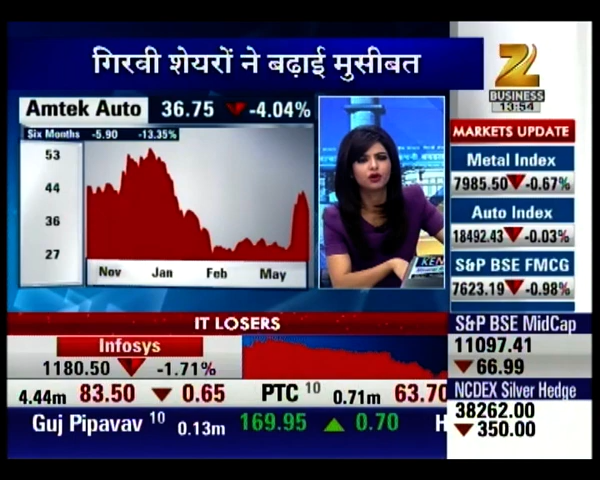 गिरवी शेयरों ने बढ़ाई मुसीबत
Z
BUSINESS
13:54
Amtek Auto 36.75 ▼ -4.04%
Six Months -5.90 -13.35%
53
44
36
27
Nov Jan Feb May
MARKETS UPDATE
Metal Index
7985.50 ▼ -0.67%
Auto Index
18492.43 ▼ -0.03%
S&P BSE FMCG
7623.19 ▼ -0.98%
S&P BSE MidCap
11097.41
▼ 66.99
NCDEX Silver Hedge
38262.00
▼ 350.00
IT LOSERS
Infosys
1180.50 ▼ -1.71%
4.44m 83.50 ▼ 0.65 PTC 10 0.71m 63.70
Guj Pipavav 10 0.13m 169.95 ▲ 0.70 H